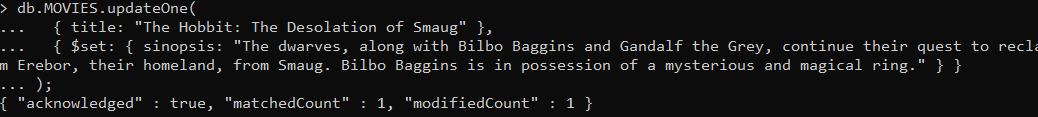 > db.MOVIES.updateOne(
...   { title: "The Hobbit: The Desolation of Smaug" },
...   { $set: { sinopsis: "The dwarves, along with Bilbo Baggins and Gandalf the Grey, continue their quest to recla
m Erebor, their homeland, from Smaug. Bilbo Baggins is in possession of a mysterious and magical ring." } }
... );
{ "acknowledged" : true, "matchedCount" : 1, "modifiedCount" : 1 }